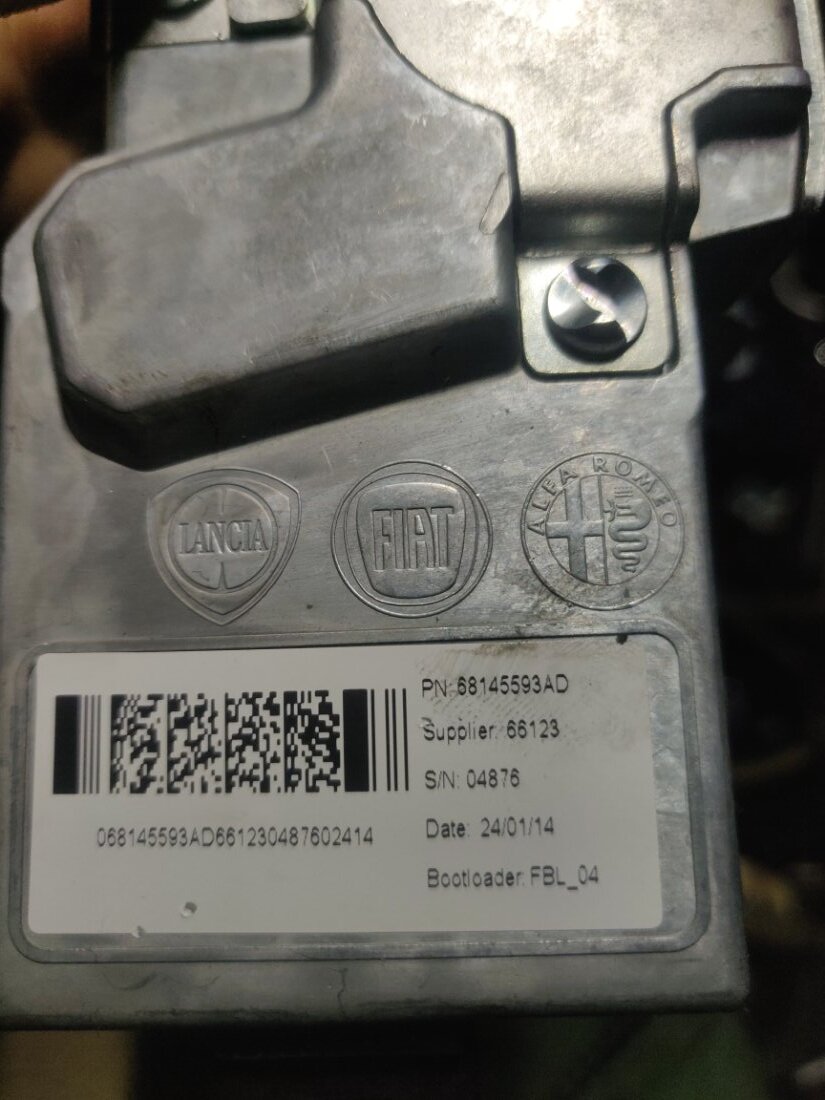 LANCIA
FIAT
ALFA ROMEO
PN: 68145593AD
Supplier: 66123
S/N: 04876
Date: 24/01/14
Bootloader: FBL_04
068145593AD661230487602414